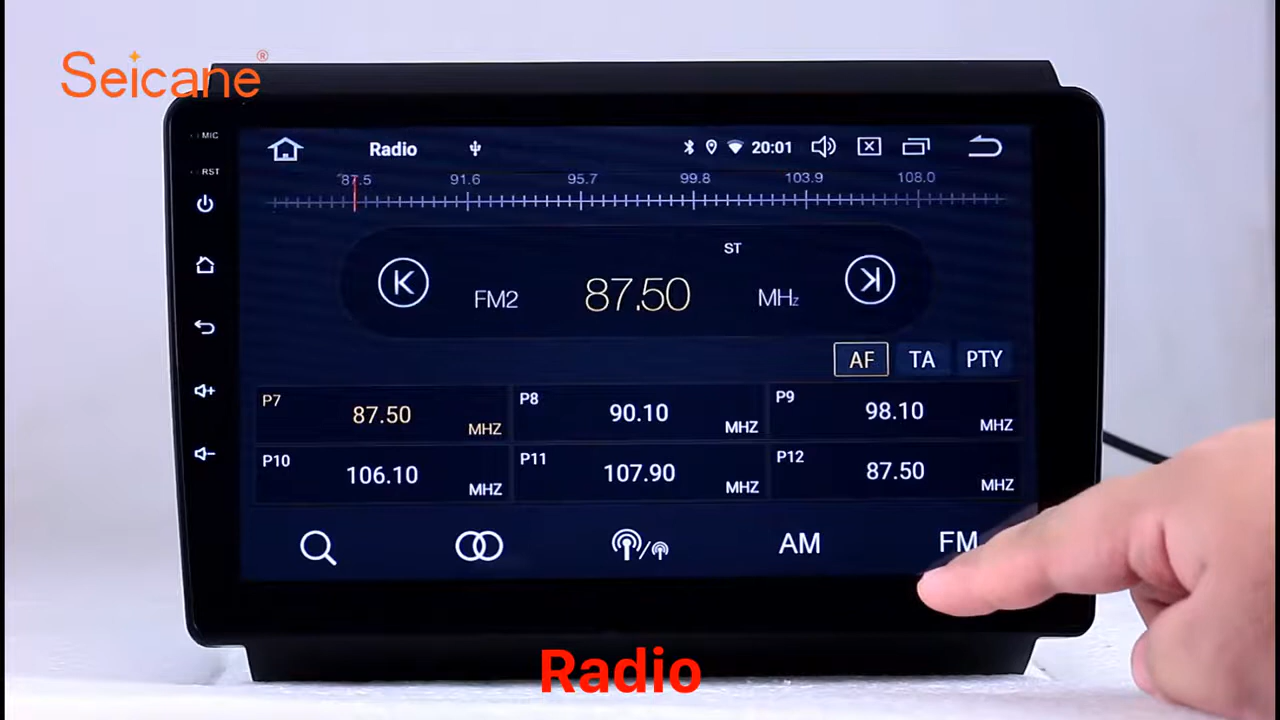 Seicane®
MIC
RST
Radio 20:01
87.5 91.6 95.7 99.8 103.9 108.0
ST
FM2 87.50 MHz
AF TA PTY
P7 87.50 MHZ
P8 90.10 MHZ
P9 98.10 MHZ
P10 106.10 MHZ
P11 107.90 MHZ
P12 87.50 MHZ
AM FM
Radio